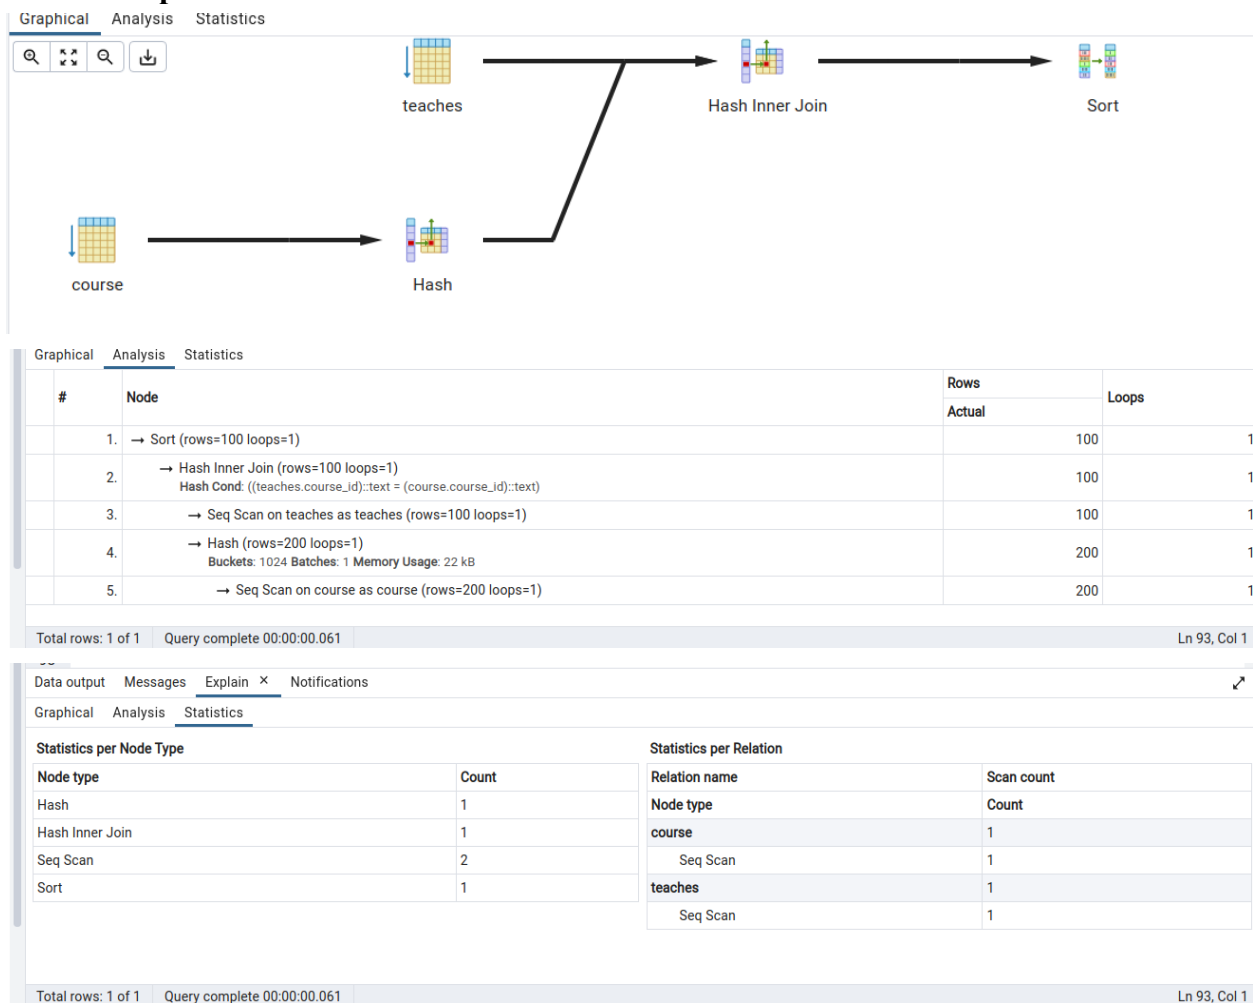 Graphical Analysis Statistics
teaches
Hash Inner Join
Sort
course
Hash
Graphical Analysis Statistics
# Node Rows Loops
Actual
1. → Sort (rows=100 loops=1) 100 1
2. → Hash Inner Join (rows=100 loops=1) 100 1
Hash Cond: ((teaches.course_id)::text = (course.course_id)::text)
3. → Seq Scan on teaches as teaches (rows=100 loops=1) 100 1
4. → Hash (rows=200 loops=1) 200 1
Buckets: 1024 Batches: 1 Memory Usage: 22 kB
5. → Seq Scan on course as course (rows=200 loops=1) 200 1
Total rows: 1 of 1 Query complete 00:00:00.061 Ln 93, Col 1
Data output Messages Explain × Notifications
Graphical Analysis Statistics
Statistics per Node Type Statistics per Relation
Node type Count Relation name Scan count
Hash 1 Node type Count
Hash Inner Join 1 course 1
Seq Scan 2 Seq Scan 1
Sort 1 teaches 1
Seq Scan 1
Total rows: 1 of 1 Query complete 00:00:00.061 Ln 93, Col 1